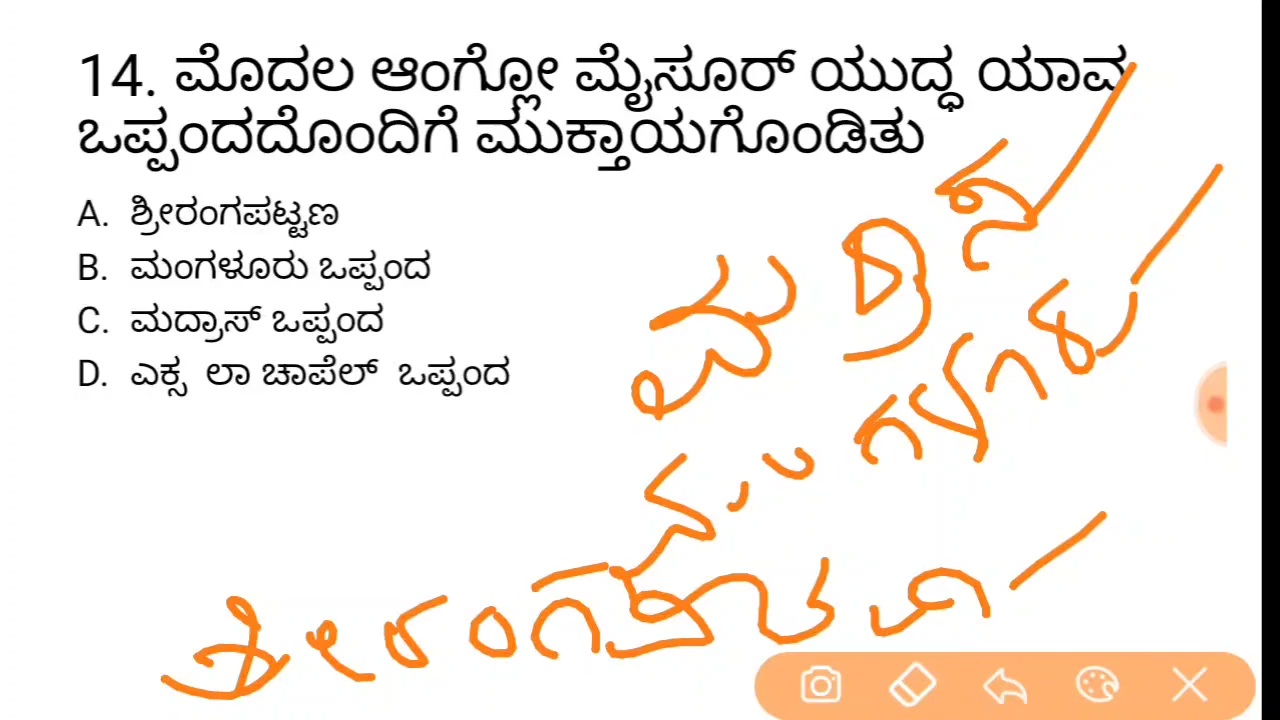 14. ಮೊದಲ ಆಂಗ್ಲೋ ಮೈಸೂರ್ ಯುದ್ಧ ಯಾವ
ಒಪ್ಪಂದದೊಂದಿಗೆ ಮುಕ್ತಾಯಗೊಂಡಿತು
A. ಶ್ರೀರಂಗಪಟ್ಟಣ
B. ಮಂಗಳೂರು ಒಪ್ಪಂದ
C. ಮದ್ರಾಸ್ ಒಪ್ಪಂದ
D. ಎಕ್ಸ ಲಾ ಚಾಪೆಲ್ ಒಪ್ಪಂದ